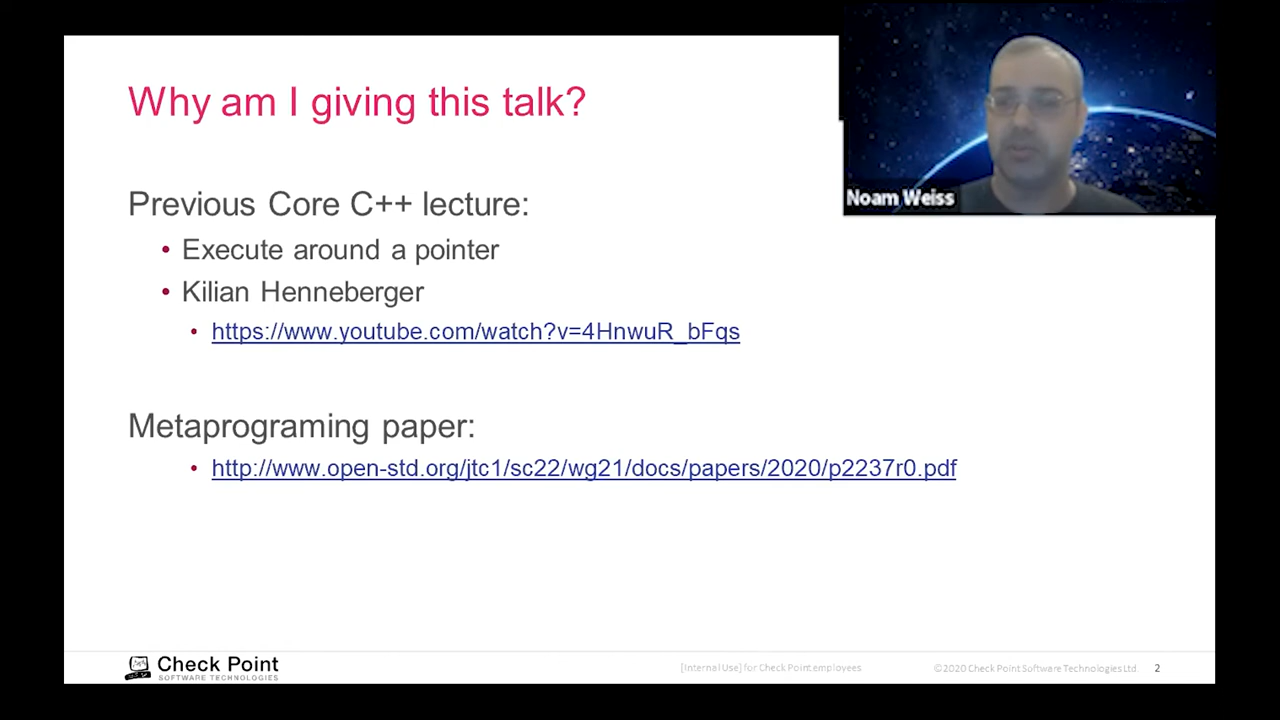 Why am I giving this talk?
Noam Weiss
Previous Core C++ lecture:
• Execute around a pointer
• Kilian Henneberger
• https://www.youtube.com/watch?v=4HnwuR_bFqs
Metaprograming paper:
• http://www.open-std.org/jtc1/sc22/wg21/docs/papers/2020/p2237r0.pdf
Check Point
SOFTWARE TECHNOLOGIES
[Internal Use] for Check Point employees
©2020 Check Point Software Technologies Ltd.
2